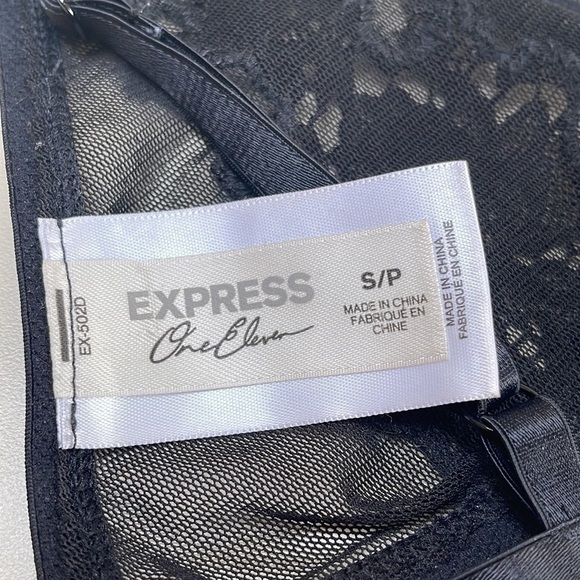 EX-502D
EXPRESS
One Eleven
S/P
MADE IN CHINA
FABRIQUÉ EN
CHINE
MADE IN CHINA
FABRIQUÉ EN CHINE